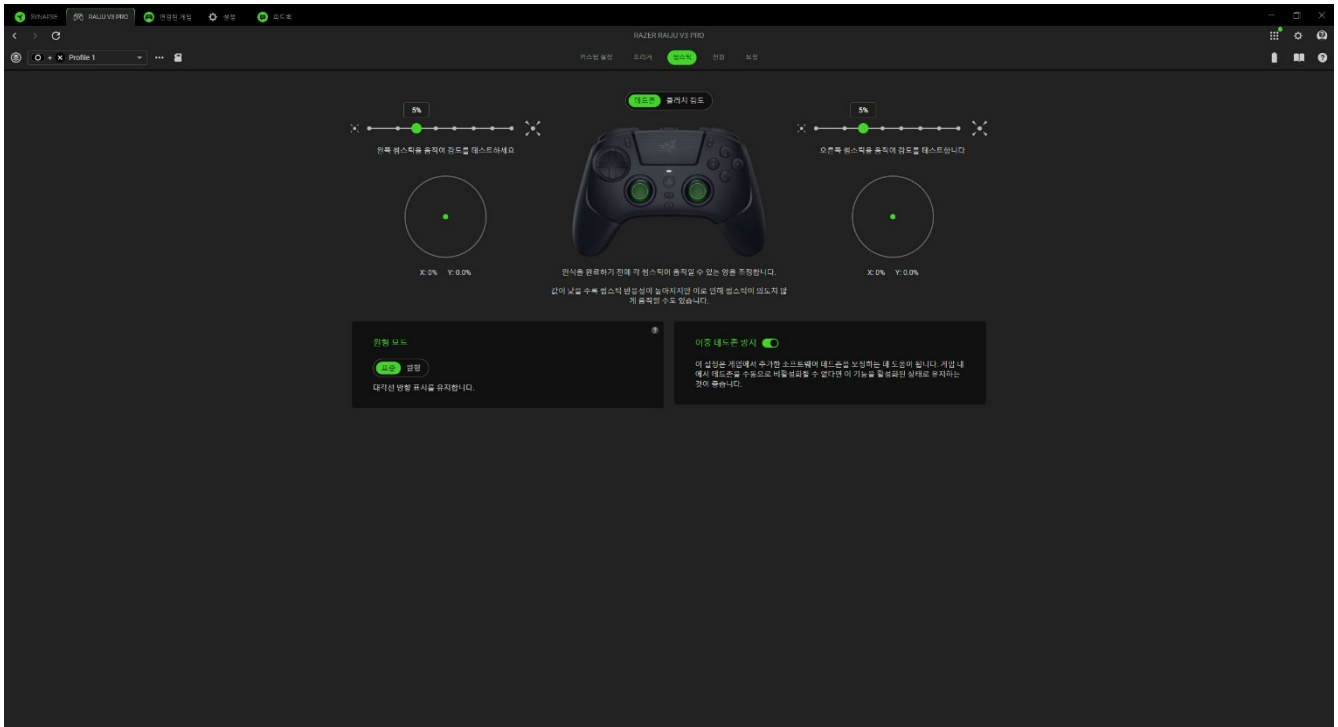 SYNAPSE RAIJU V3 PRO 연결된 게임 설정 피드백
RAZER RAIJU V3 PRO
Profile 1
커스텀 설정 트리거 썸스틱 전원 보정
데드존 클러치 감도
5%
5%
왼쪽 썸스틱을 움직여 감도를 테스트하세요
오른쪽 썸스틱을 움직여 감도를 테스트합니다
X: 0% Y: 0.0%
X: 0% Y: 0.0%
인식을 완료하기 전에 각 썸스틱이 움직일 수 있는 양을 조정합니다.
값이 낮을 수록 썸스틱 반응성이 높아지지만 이로 인해 썸스틱이 의도치 않
게 움직일 수도 있습니다.
원형 모드
표준 원형
대각선 방향 표시를 유지합니다.
이중 데드존 방지
이 설정은 게임에서 추가한 소프트웨어 데드존을 보정하는 데 도움이 됩니다. 게임 내
에서 데드존을 수동으로 비활성화할 수 없다면 이 기능을 활성화된 상태로 유지하는
것이 좋습니다.